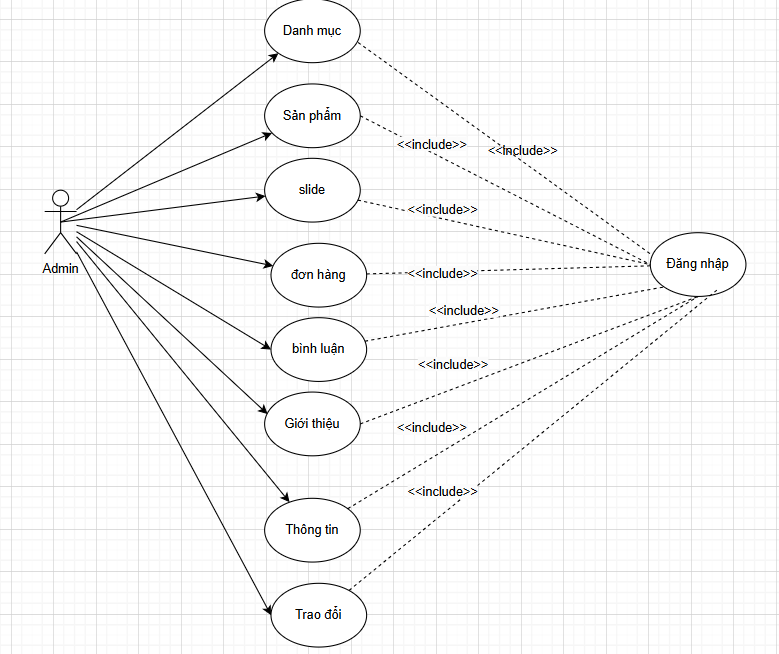 Danh mục
Sản phẩm
<<include>>
<<include>>
slide
<<include>>
Admin
đơn hàng
<<include>>
Đăng nhập
<<include>>
bình luận
<<include>>
Giới thiệu
<<include>>
<<include>>
Thông tin
Trao đổi